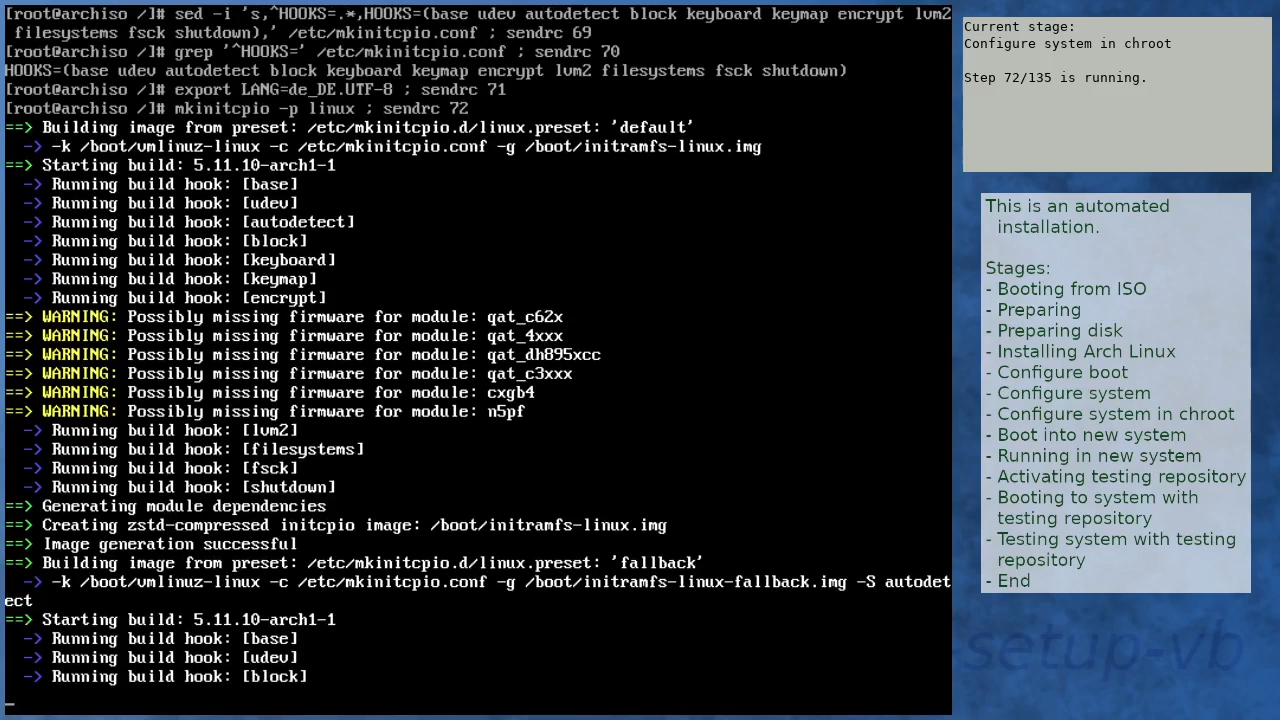 [root@archiso /]# sed -i 's,^HOOKS=.*,HOOKS=(base udev autodetect block keyboard keymap encrypt lvm2
 filesystems fsck shutdown),' /etc/mkinitcpio.conf ; sendrc 69
[root@archiso /]# grep '^HOOKS=' /etc/mkinitcpio.conf ; sendrc 70
HOOKS=(base udev autodetect block keyboard keymap encrypt lvm2 filesystems fsck shutdown)
[root@archiso /]# export LANG=de_DE.UTF-8 ; sendrc 71
[root@archiso /]# mkinitcpio -p linux ; sendrc 72
==> Building image from preset: /etc/mkinitcpio.d/linux.preset: 'default'
  -> -k /boot/vmlinuz-linux -c /etc/mkinitcpio.conf -g /boot/initramfs-linux.img
==> Starting build: 5.11.10-arch1-1
  -> Running build hook: [base]
  -> Running build hook: [udev]
  -> Running build hook: [autodetect]
  -> Running build hook: [block]
  -> Running build hook: [keyboard]
  -> Running build hook: [keymap]
  -> Running build hook: [encrypt]
==> WARNING: Possibly missing firmware for module: qat_c62x
==> WARNING: Possibly missing firmware for module: qat_4xxx
==> WARNING: Possibly missing firmware for module: qat_dh895xcc
==> WARNING: Possibly missing firmware for module: qat_c3xxx
==> WARNING: Possibly missing firmware for module: cxgb4
==> WARNING: Possibly missing firmware for module: n5pf
  -> Running build hook: [lvm2]
  -> Running build hook: [filesystems]
  -> Running build hook: [fsck]
  -> Running build hook: [shutdown]
==> Generating module dependencies
==> Creating zstd-compressed initcpio image: /boot/initramfs-linux.img
==> Image generation successful
==> Building image from preset: /etc/mkinitcpio.d/linux.preset: 'fallback'
  -> -k /boot/vmlinuz-linux -c /etc/mkinitcpio.conf -g /boot/initramfs-linux-fallback.img -S autodet
ect
==> Starting build: 5.11.10-arch1-1
  -> Running build hook: [base]
  -> Running build hook: [udev]
  -> Running build hook: [block]
_
Current stage:
Configure system in chroot
Step 72/135 is running.
This is an automated
installation.
Stages:
- Booting from ISO
- Preparing
- Preparing disk
- Installing Arch Linux
- Configure boot
- Configure system
- Configure system in chroot
- Boot into new system
- Running in new system
- Activating testing repository
- Booting to system with
testing repository
- Testing system with testing
repository
- End
setup-vb